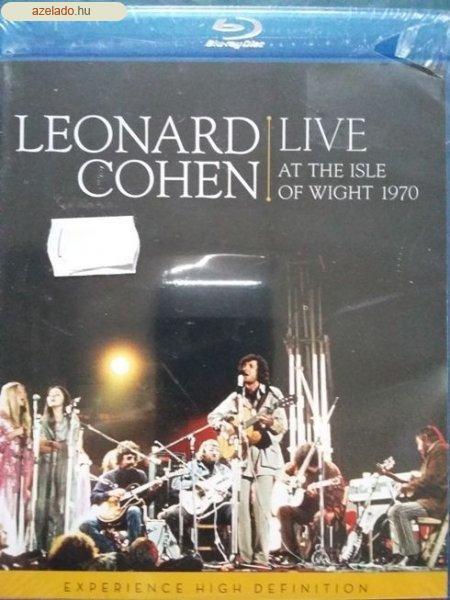 azelado.hu
Blu-ray Disc
LEONARD
COHEN
LIVE
AT THE ISLE
OF WIGHT 1970
EXPERIENCE HIGH DEFINITION